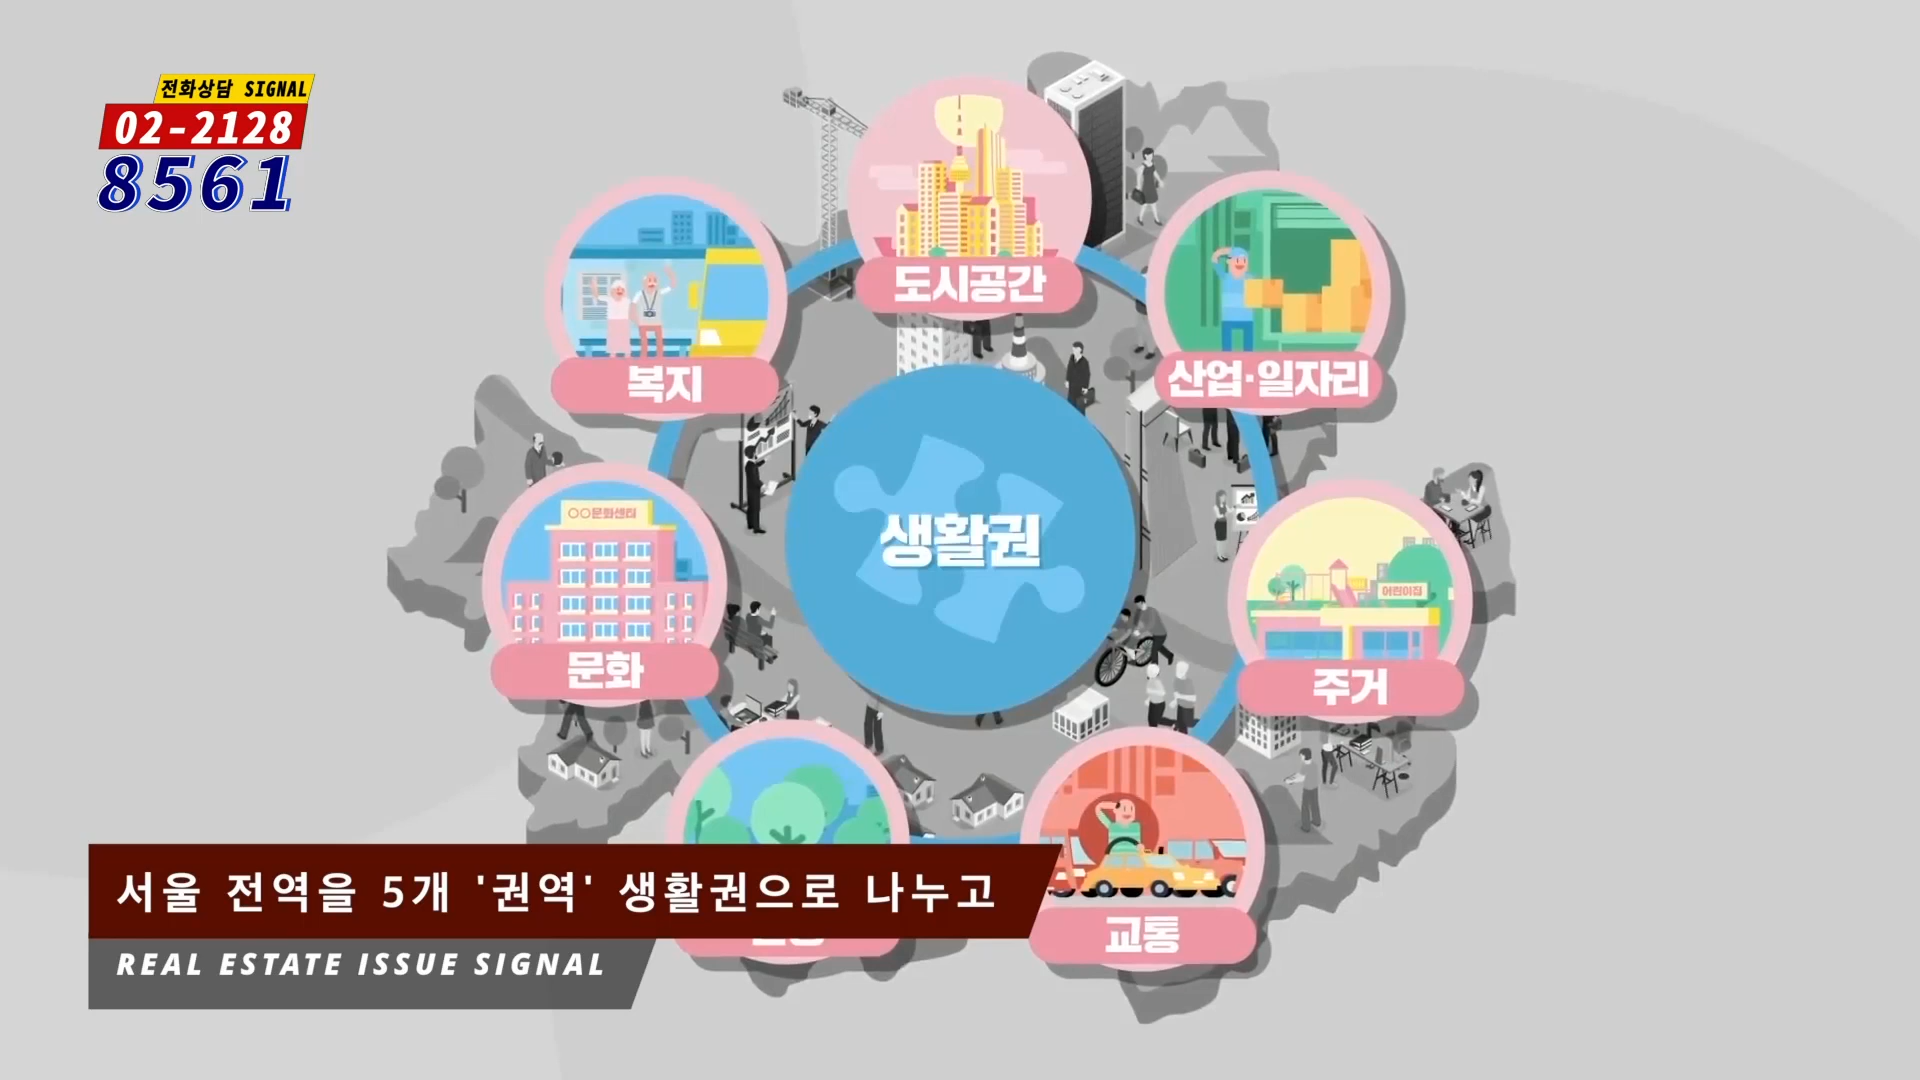 전화상담 SIGNAL
02-2128
8561
도시공간
복지
산업·일자리
생활권
○○문화센터
문화
어린이집
주거
교통
서울 전역을 5개 '권역' 생활권으로 나누고
REAL ESTATE ISSUE SIGNAL